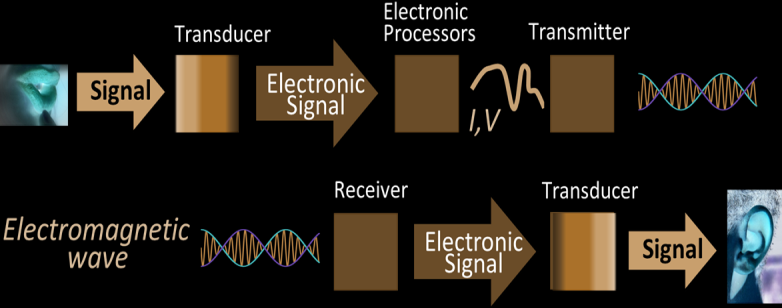 Transducer
Electronic
Processors
Transmitter
Signal
Electronic
Signal
I,V
Receiver
Transducer
Electromagnetic
wave
Electronic
Signal
Signal